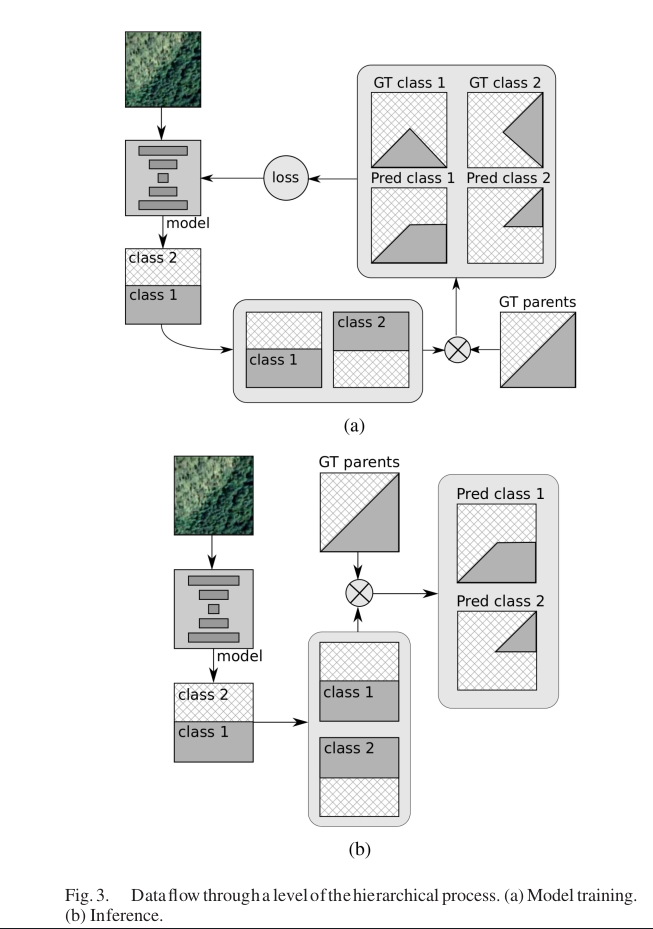 GT class 1 GT class 2
loss
Pred class 1 Pred class 2
model
class 2
class 1
GT parents
class 2
class 1
(a)
GT parents
Pred class 1
Pred class 2
model
class 2
class 1
class 1
class 2
(b)
Fig. 3. Data flow through a level of the hierarchical process. (a) Model training.
(b) Inference.